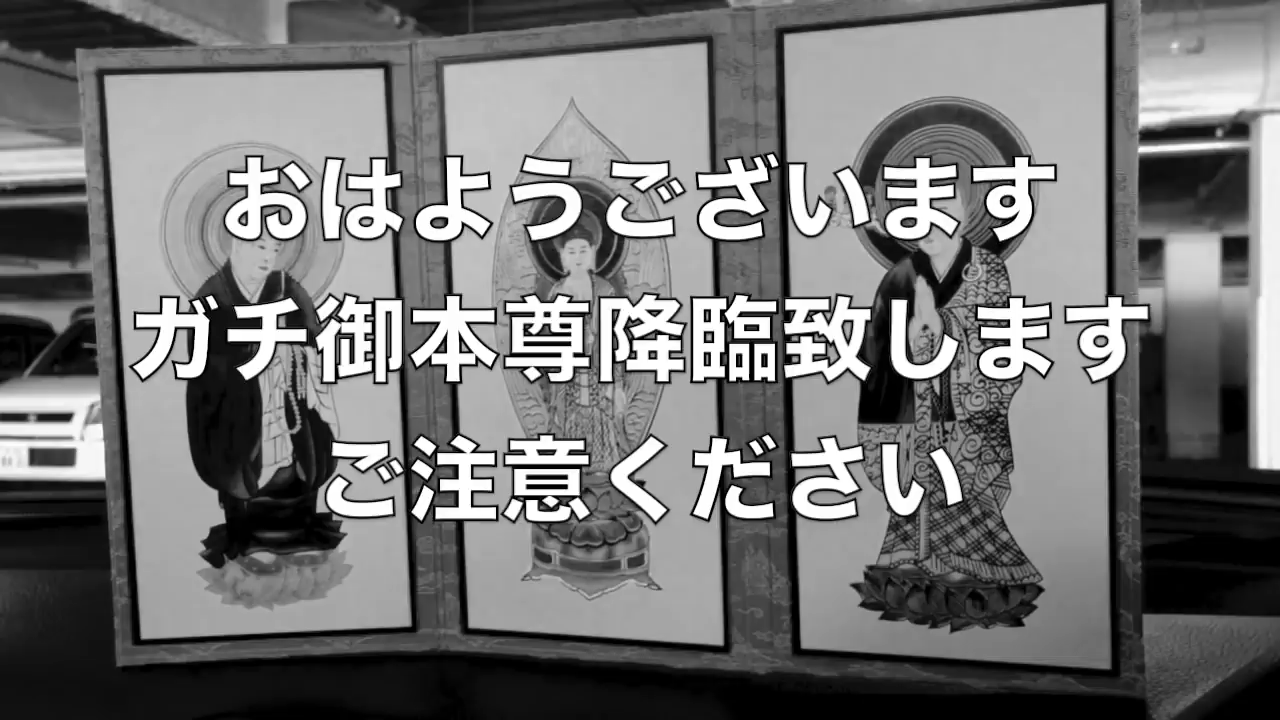 おはようございます
ガチ御本尊降臨致します
ご注意ください